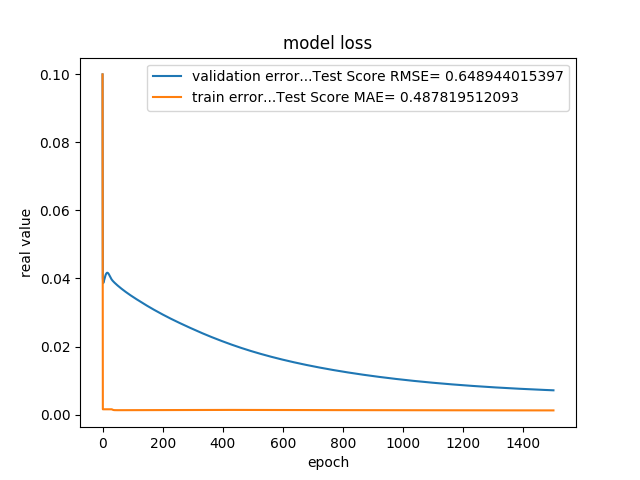 model loss
validation error...Test Score RMSE= 0.648944015397
train error...Test Score MAE= 0.487819512093
real value
0.10
0.08
0.06
0.04
0.02
0.00
0 200 400 600 800 1000 1200 1400
epoch